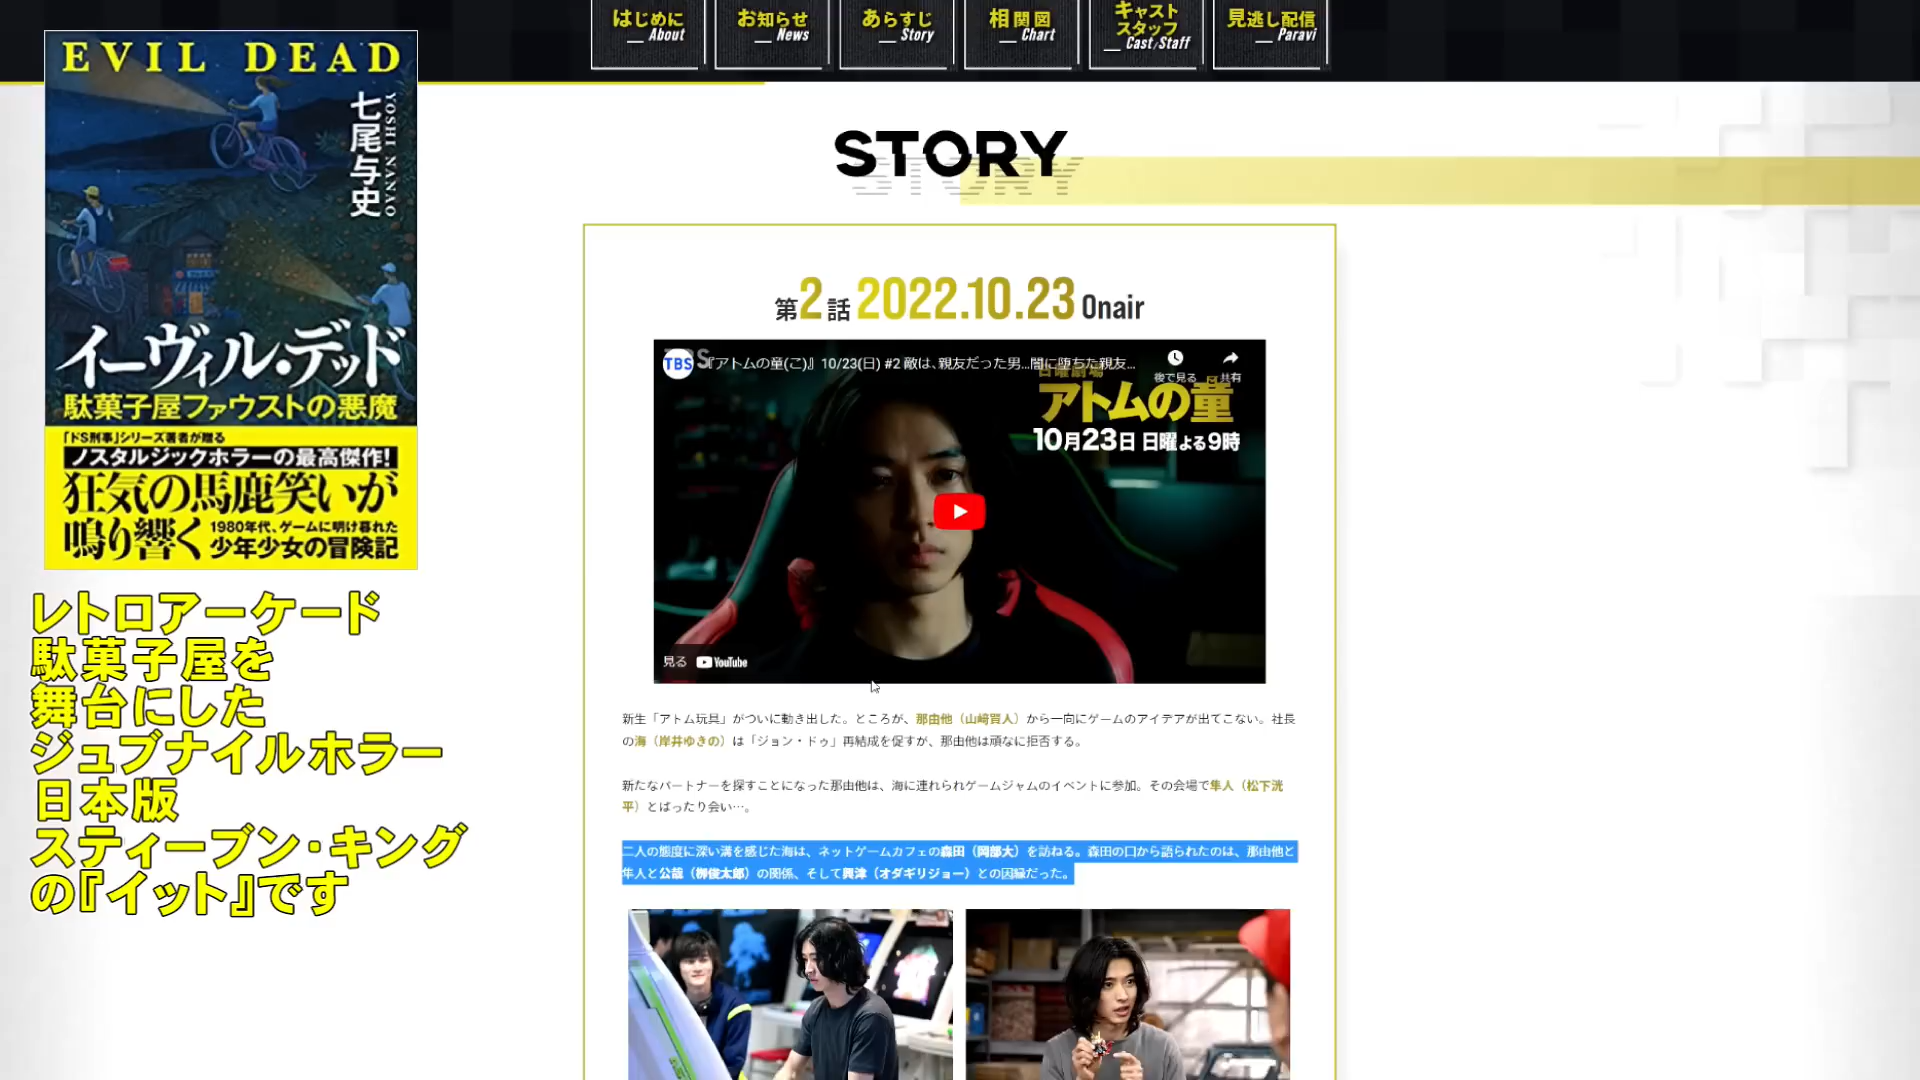 はじめに
About
お知らせ
News
あらすじ
Story
相関図
Chart
キャスト
スタッフ
Cast/Staff
見逃し配信
Paravi
EVIL DEAD
七尾与史
YOSHI NANAO
イーヴィル・デッド
駄菓子屋ファウストの悪魔
「ドS刑事」シリーズ著者が贈る
ノスタルジックホラーの最高傑作!
狂気の馬鹿笑いが
鳴り響く
1980年代、ゲームに明け暮れた
少年少女の冒険記
レトロアーケード
駄菓子屋を
舞台にした
ジュブナイルホラー
日本版
スティーブン・キング
の『イット』です
STORY
第2話 2022.10.23 Onair
TBS
『アトムの童(こ)』 10/23(日) #2 敵は、親友だった男…闇に堕ちた親友…
後で見る
共有
日曜劇場
アトムの童
10月23日 日曜よる9時
見る YouTube
新生「アトム玩具」がついに動き出した。ところが、那由他（山﨑賢人）から一向にゲームのアイデアが出てこない。社長
の海（岸井ゆきの）は「ジョン・ドゥ」再結成を促すが、那由他は頑なに拒否する。
新たなパートナーを探すことになった那由他は、海に連れられゲームジャムのイベントに参加。その会場で隼人（松下洸
平）とばったり会い…。
二人の態度に深い溝を感じた海は、ネットゲームカフェの森田（岡部大）を訪ねる。森田の口から語られたのは、那由他と
隼人と公哉（栁俊太郎）の関係、そして興津（オダギリジョー）との因縁だった。